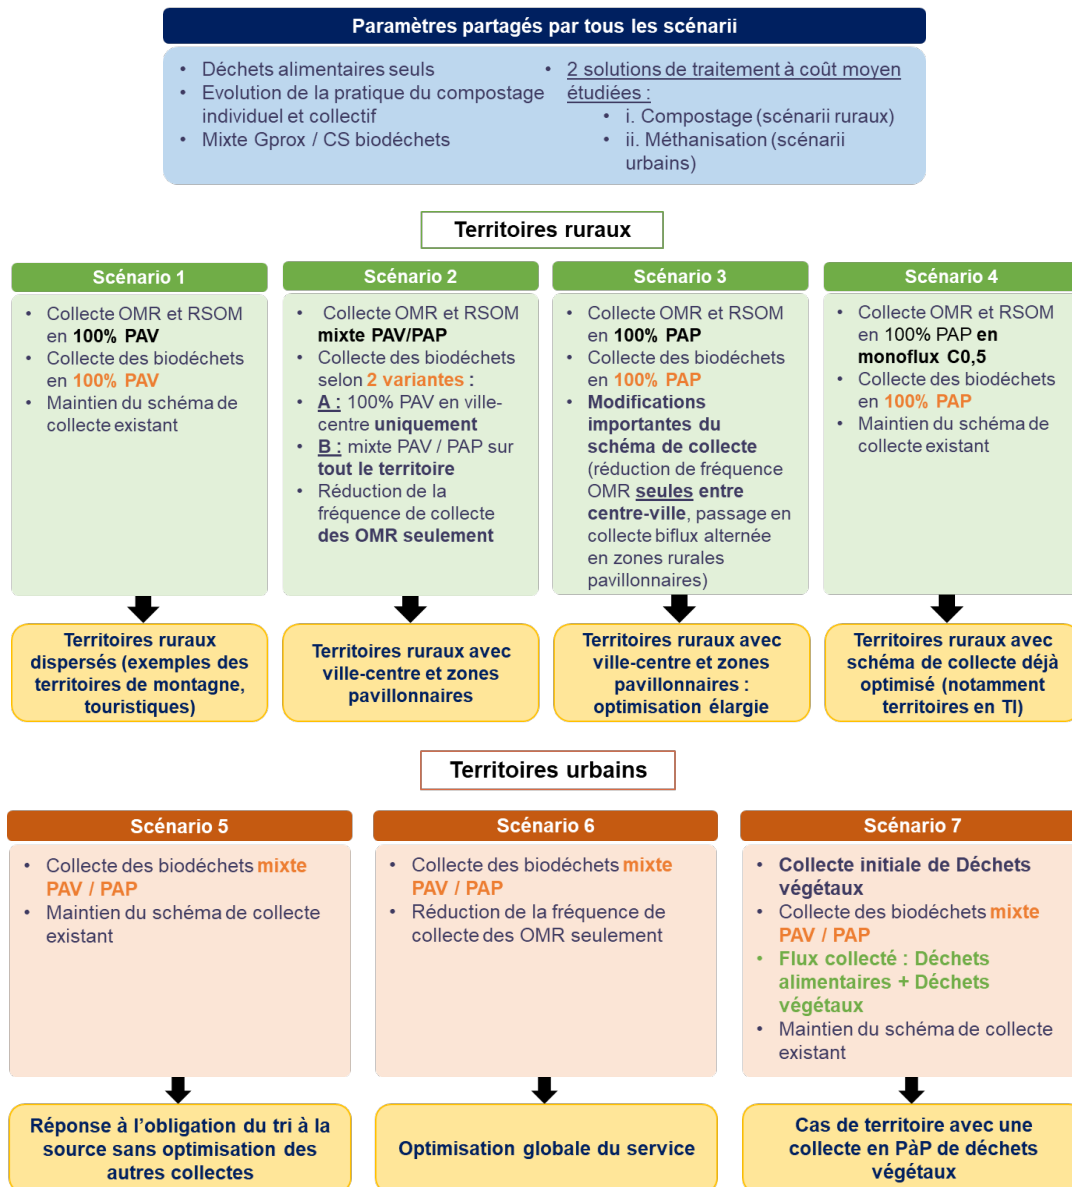 Paramètres partagés par tous les scénarii
• Déchets alimentaires seuls
• Evolution de la pratique du compostage
individuel et collectif
• Mixte Gprox / CS biodéchets
• 2 solutions de traitement à coût moyen
étudiées :
• i. Compostage (scénarii ruraux)
• ii. Méthanisation (scénarii
urbains)
Territoires ruraux
Scénario 1
• Collecte OMR et RSOM
en 100% PAV
• Collecte des biodéchets
en 100% PAV
• Maintien du schéma de
collecte existant
Territoires ruraux
dispersés (exemples des
territoires de montagne,
touristiques)
Scénario 2
• Collecte OMR et RSOM
mixte PAV/PAP
• Collecte des biodéchets
selon 2 variantes :
• A : 100% PAV en ville-
centre uniquement
• B : mixte PAV / PAP sur
tout le territoire
• Réduction de la
fréquence de collecte
des OMR seulement
Territoires ruraux avec
ville-centre et zones
pavillonnaires
Scénario 3
• Collecte OMR et RSOM
en 100% PAP
• Collecte des biodéchets
en 100% PAP
• Modifications
importantes du
schéma de collecte
(réduction de fréquence
OMR seules entre
centre-ville, passage en
collecte biflux alternée
en zones rurales
pavillonnaires)
Territoires ruraux avec
ville-centre et zones
pavillonnaires :
optimisation élargie
Scénario 4
• Collecte OMR et RSOM
en 100% PAP en
monoflux C0,5
• Collecte des biodéchets
en 100% PAP
• Maintien du schéma de
collecte existant
Territoires ruraux avec
schéma de collecte déjà
optimisé (notamment
territoires en TI)
Territoires urbains
Scénario 5
• Collecte des biodéchets mixte
PAV / PAP
• Maintien du schéma de collecte
existant
Réponse à l’obligation du tri à la
source sans optimisation des
autres collectes
Scénario 6
• Collecte des biodéchets mixte
PAV / PAP
• Réduction de la fréquence de
collecte des OMR seulement
Optimisation globale du service
Scénario 7
• Collecte initiale de Déchets
végétaux
• Collecte des biodéchets mixte
PAV / PAP
• Flux collecté : Déchets
alimentaires + Déchets
végétaux
• Maintien du schéma de collecte
existant
Cas de territoire avec une
collecte en PàP de déchets
végétaux